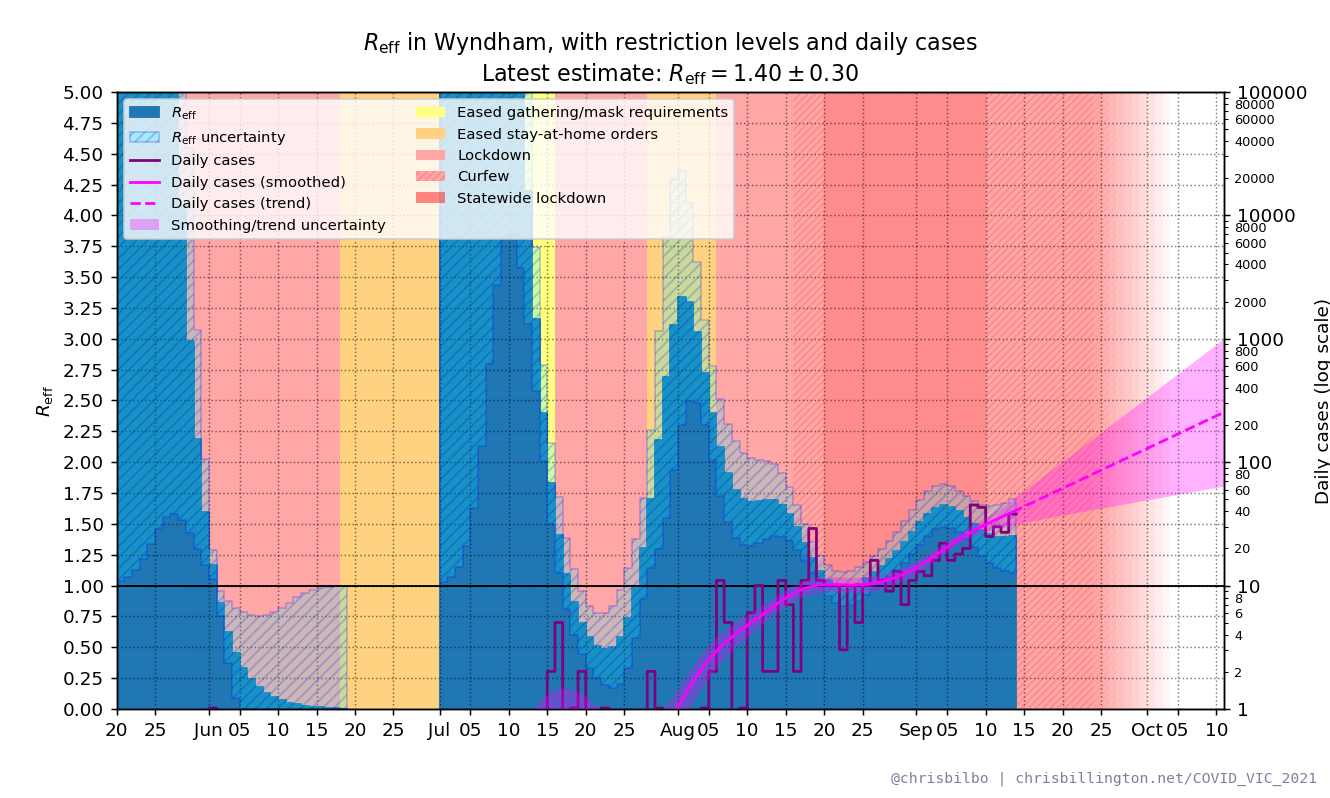 R_eff in Wyndham, with restriction levels and daily cases
Latest estimate: R_eff = 1.40 ± 0.30
R_eff
R_eff uncertainty
Daily cases
Daily cases (smoothed)
Daily cases (trend)
Smoothing/trend uncertainty
Eased gathering/mask requirements
Eased stay-at-home orders
Lockdown
Curfew
Statewide lockdown
R_eff
5.00
4.75
4.50
4.25
4.00
3.75
3.50
3.25
3.00
2.75
2.50
2.25
2.00
1.75
1.50
1.25
1.00
0.75
0.50
0.25
0.00
20 25 Jun 05 10 15 20 25 Jul 05 10 15 20 25 Aug 05 10 15 20 25 Sep 05 10 15 20 25 Oct 05 10
100000
80000
60000
40000
20000
10000
8000
6000
4000
2000
1000
800
600
400
200
100
80
60
40
20
10
8
6
4
2
1
Daily cases (log scale)
@chrisbilbo | chrisbillington.net/COVID_VIC_2021